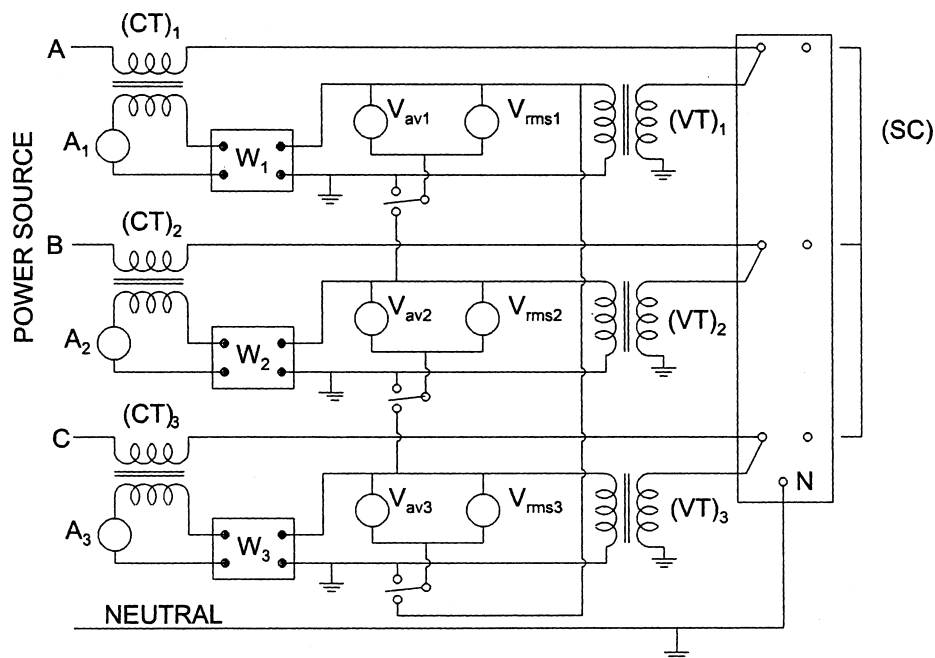 (CT)1
A
A1
W1
Vav1
Vrms1
(VT)1
(SC)
POWER SOURCE
(CT)2
B
A2
W2
Vav2
Vrms2
(VT)2
(CT)3
C
A3
W3
Vav3
Vrms3
(VT)3
N
NEUTRAL